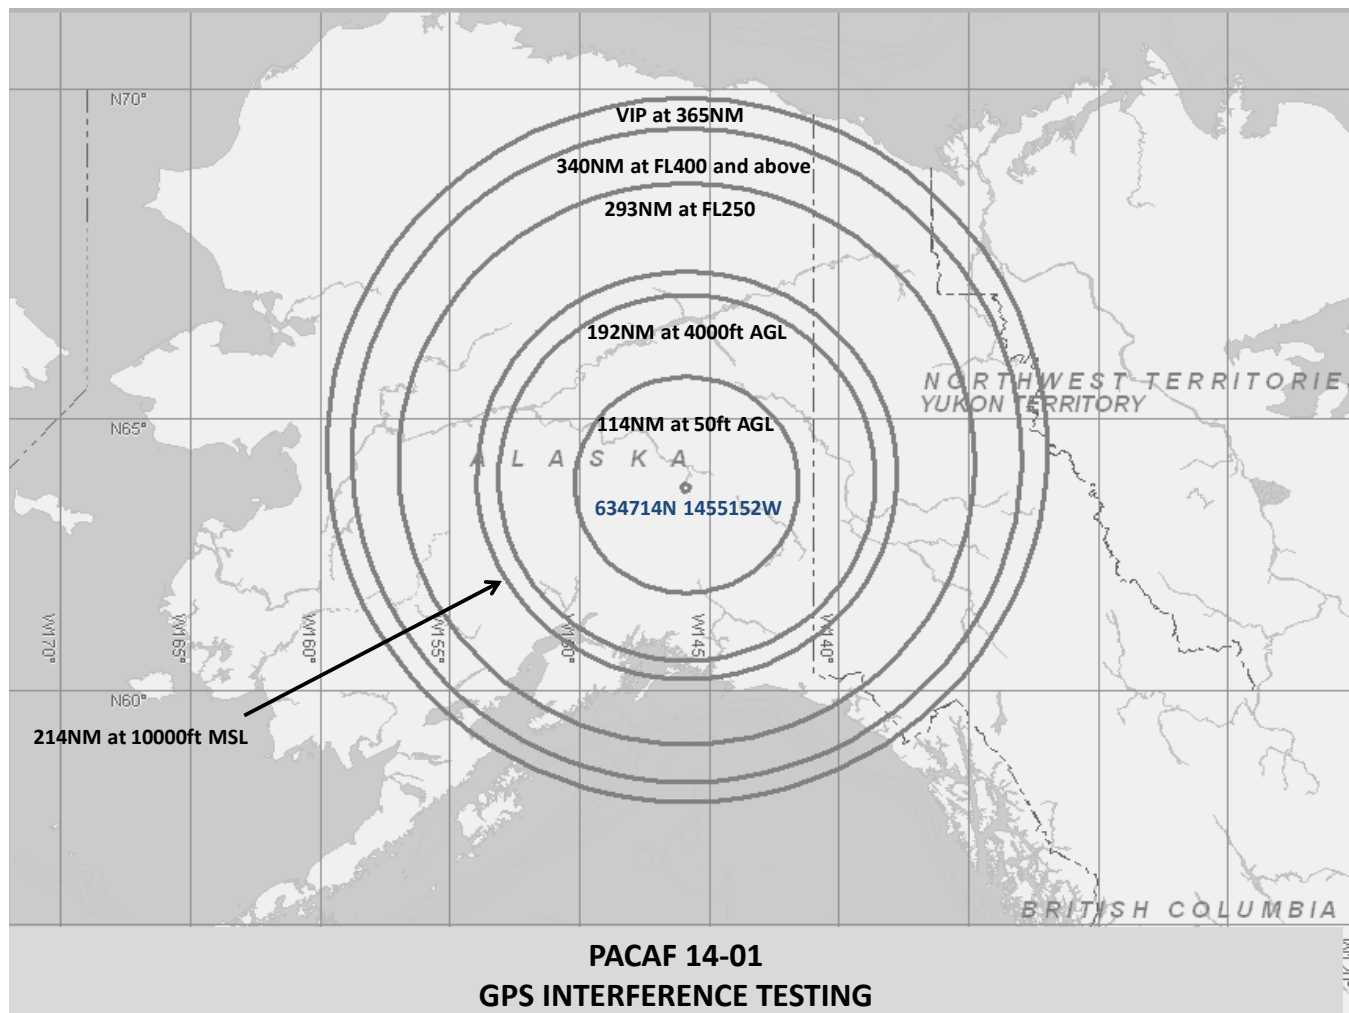 N70°
VIP at 365NM
340NM at FL400 and above
293NM at FL250
192NM at 4000ft AGL
NORTHWEST TERRITORIE
YUKON TERRITORY
N65°
114NM at 50ft AGL
ALASKA
634714N 1455152W
W170°
W165°
W160°
W155°
W150°
W145°
W140°
N60°
214NM at 10000ft MSL
BRITISH COLUMBIA
PACAF 14-01
GPS INTERFERENCE TESTING